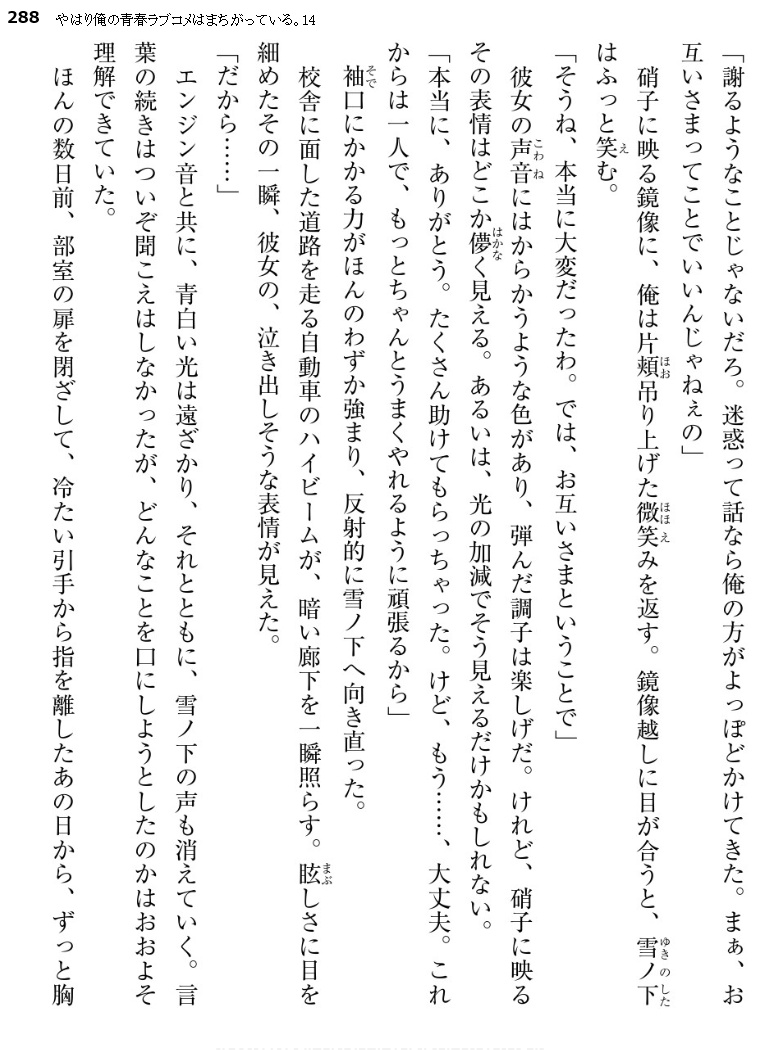 288 やはり俺の青春ラブコメはまちがっている。14
「謝るようなことじゃないだろ。迷惑って話なら俺の方がよっぽどかけてきた。まぁ、お
互いさまってことでいいんじゃねぇの」
硝子に映る鏡像に、俺は片頬吊り上げた微笑みを返す。鏡像越しに目が合うと、雪ノ下
はふっと笑む。
「そうね、本当に大変だったわ。では、お互いさまということで」
彼女の声音にはからかうような色があり、弾んだ調子は楽しげだ。けれど、硝子に映る
その表情はどこか儚く見える。あるいは、光の加減でそう見えるだけかもしれない。
「本当に、ありがとう。たくさん助けてもらっちゃった。けど、もう……、大丈夫。これ
からは一人で、もっとちゃんとうまくやれるように頑張るから」
袖口にかかる力がほんのわずか強まり、反射的に雪ノ下へ向き直った。
校舎に面した道路を走る自動車のハイビームが、暗い廊下を一瞬照らす。眩しさに目を
細めたその一瞬、彼女の、泣き出しそうな表情が見えた。
「だから……」
エンジン音と共に、青白い光は遠ざかり、それとともに、雪ノ下の声も消えていく。言
葉の続きはついぞ聞こえはしなかったが、どんなことを口にしようとしたのかはおおよそ
理解できていた。
ほんの数日前、部室の扉を閉ざして、冷たい引手から指を離したあの日から、ずっと胸